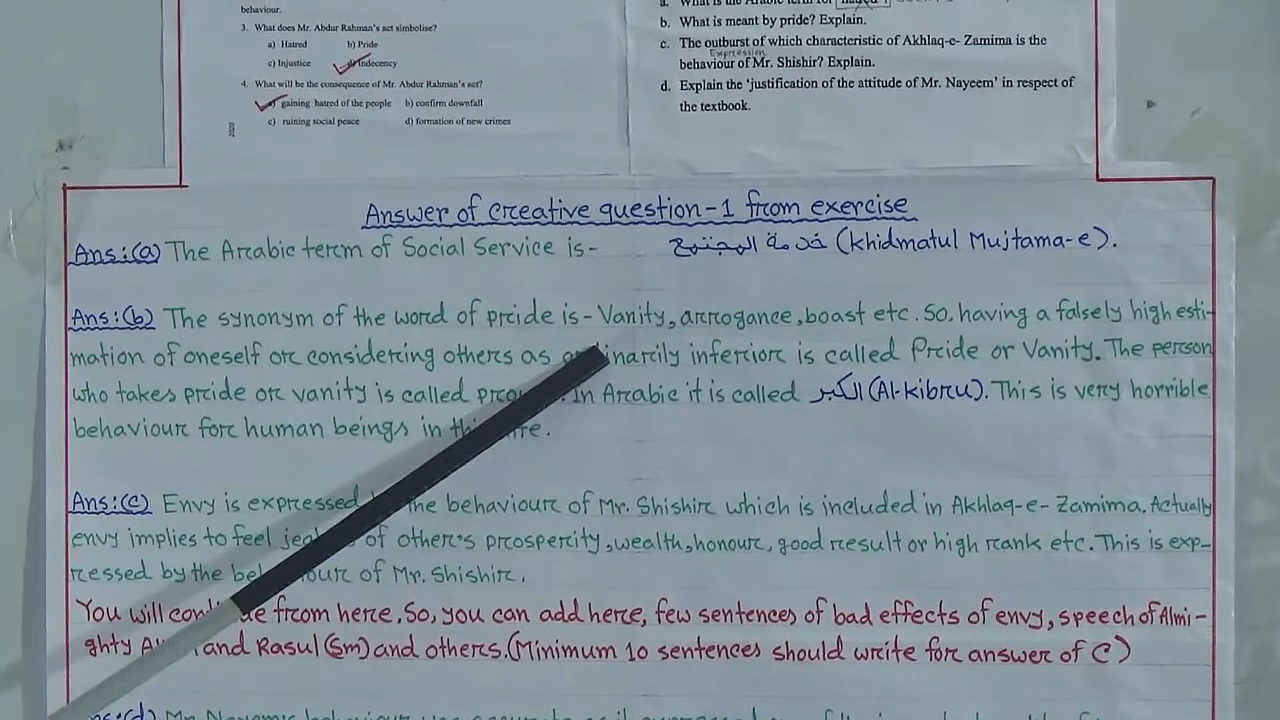 behaviour.
3. What does Mr. Abdur Rahman's act simbolise?
a) Hatred b) Pride
c) Injustice d) Indecency
4. What will be the consequence of Mr. Abdur Rahman's act?
a) gaining hatred of the people b) confirm downfall
c) ruining social peace d) formation of new crimes
a. What is the Arabic term for
b. What is meant by pride? Explain.
c. The outburst of which characteristic of Akhlaq-e- Zamima is the
Expression
behaviour of Mr. Shishir? Explain.
d. Explain the 'justification of the attitude of Mr. Nayeem' in respect of
the textbook.
Answer of creative question-1 from exercise
Ans:(a) The Arabic term of Social Service is- خدمة المجتمع (khidmatul Mujtama-e).
Ans:(b) The synonym of the word of pride is- Vanity, arrogance, boast etc. So, having a falsely high esti-
mation of oneself or considering others as inarily inferior is called Pride or Vanity. The person
who takes pride or vanity is called In Arabic it is called الكبر (Al-kibru). This is very horrible
behaviour for human beings in
Ans:(c) Envy is expressed the behaviour of Mr. Shishir which is included in Akhlaq-e- Zamima. Actually
envy implies to feel of other's prosperity, wealth, honour, good result or high rank etc. This is exp-
ressed by the of Mr. Shishir.
You will from here. So, you can add here, few sentences of bad effects of envy, speech of Almi-
ghty and Rasul (Sm) and others. (Minimum 10 sentences should write for answer of C)
Ans:(d) Mr.